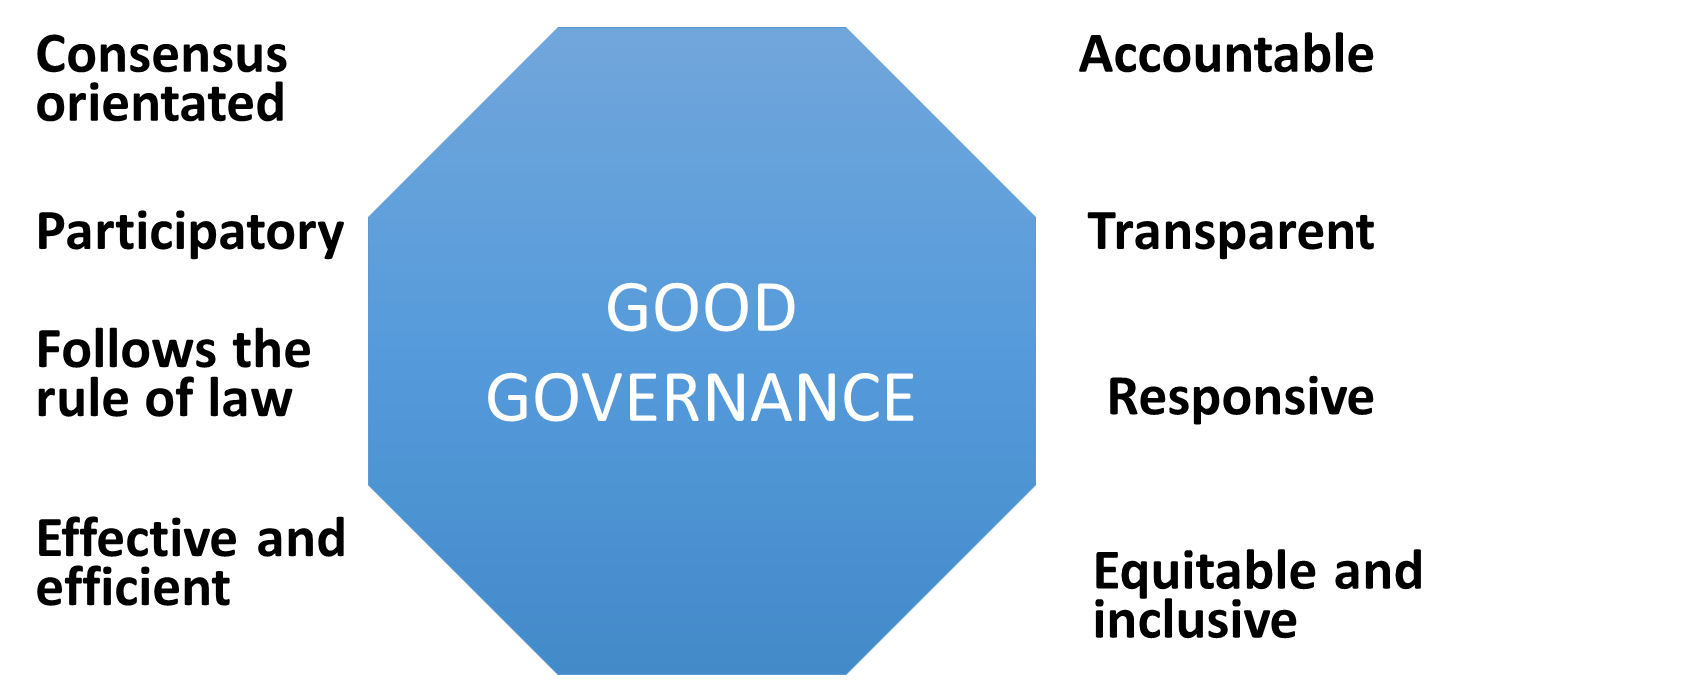 Consensus
orientated
Participatory
Follows the
rule of law
Effective and
efficient
GOOD
GOVERNANCE
Accountable
Transparent
Responsive
Equitable and
inclusive